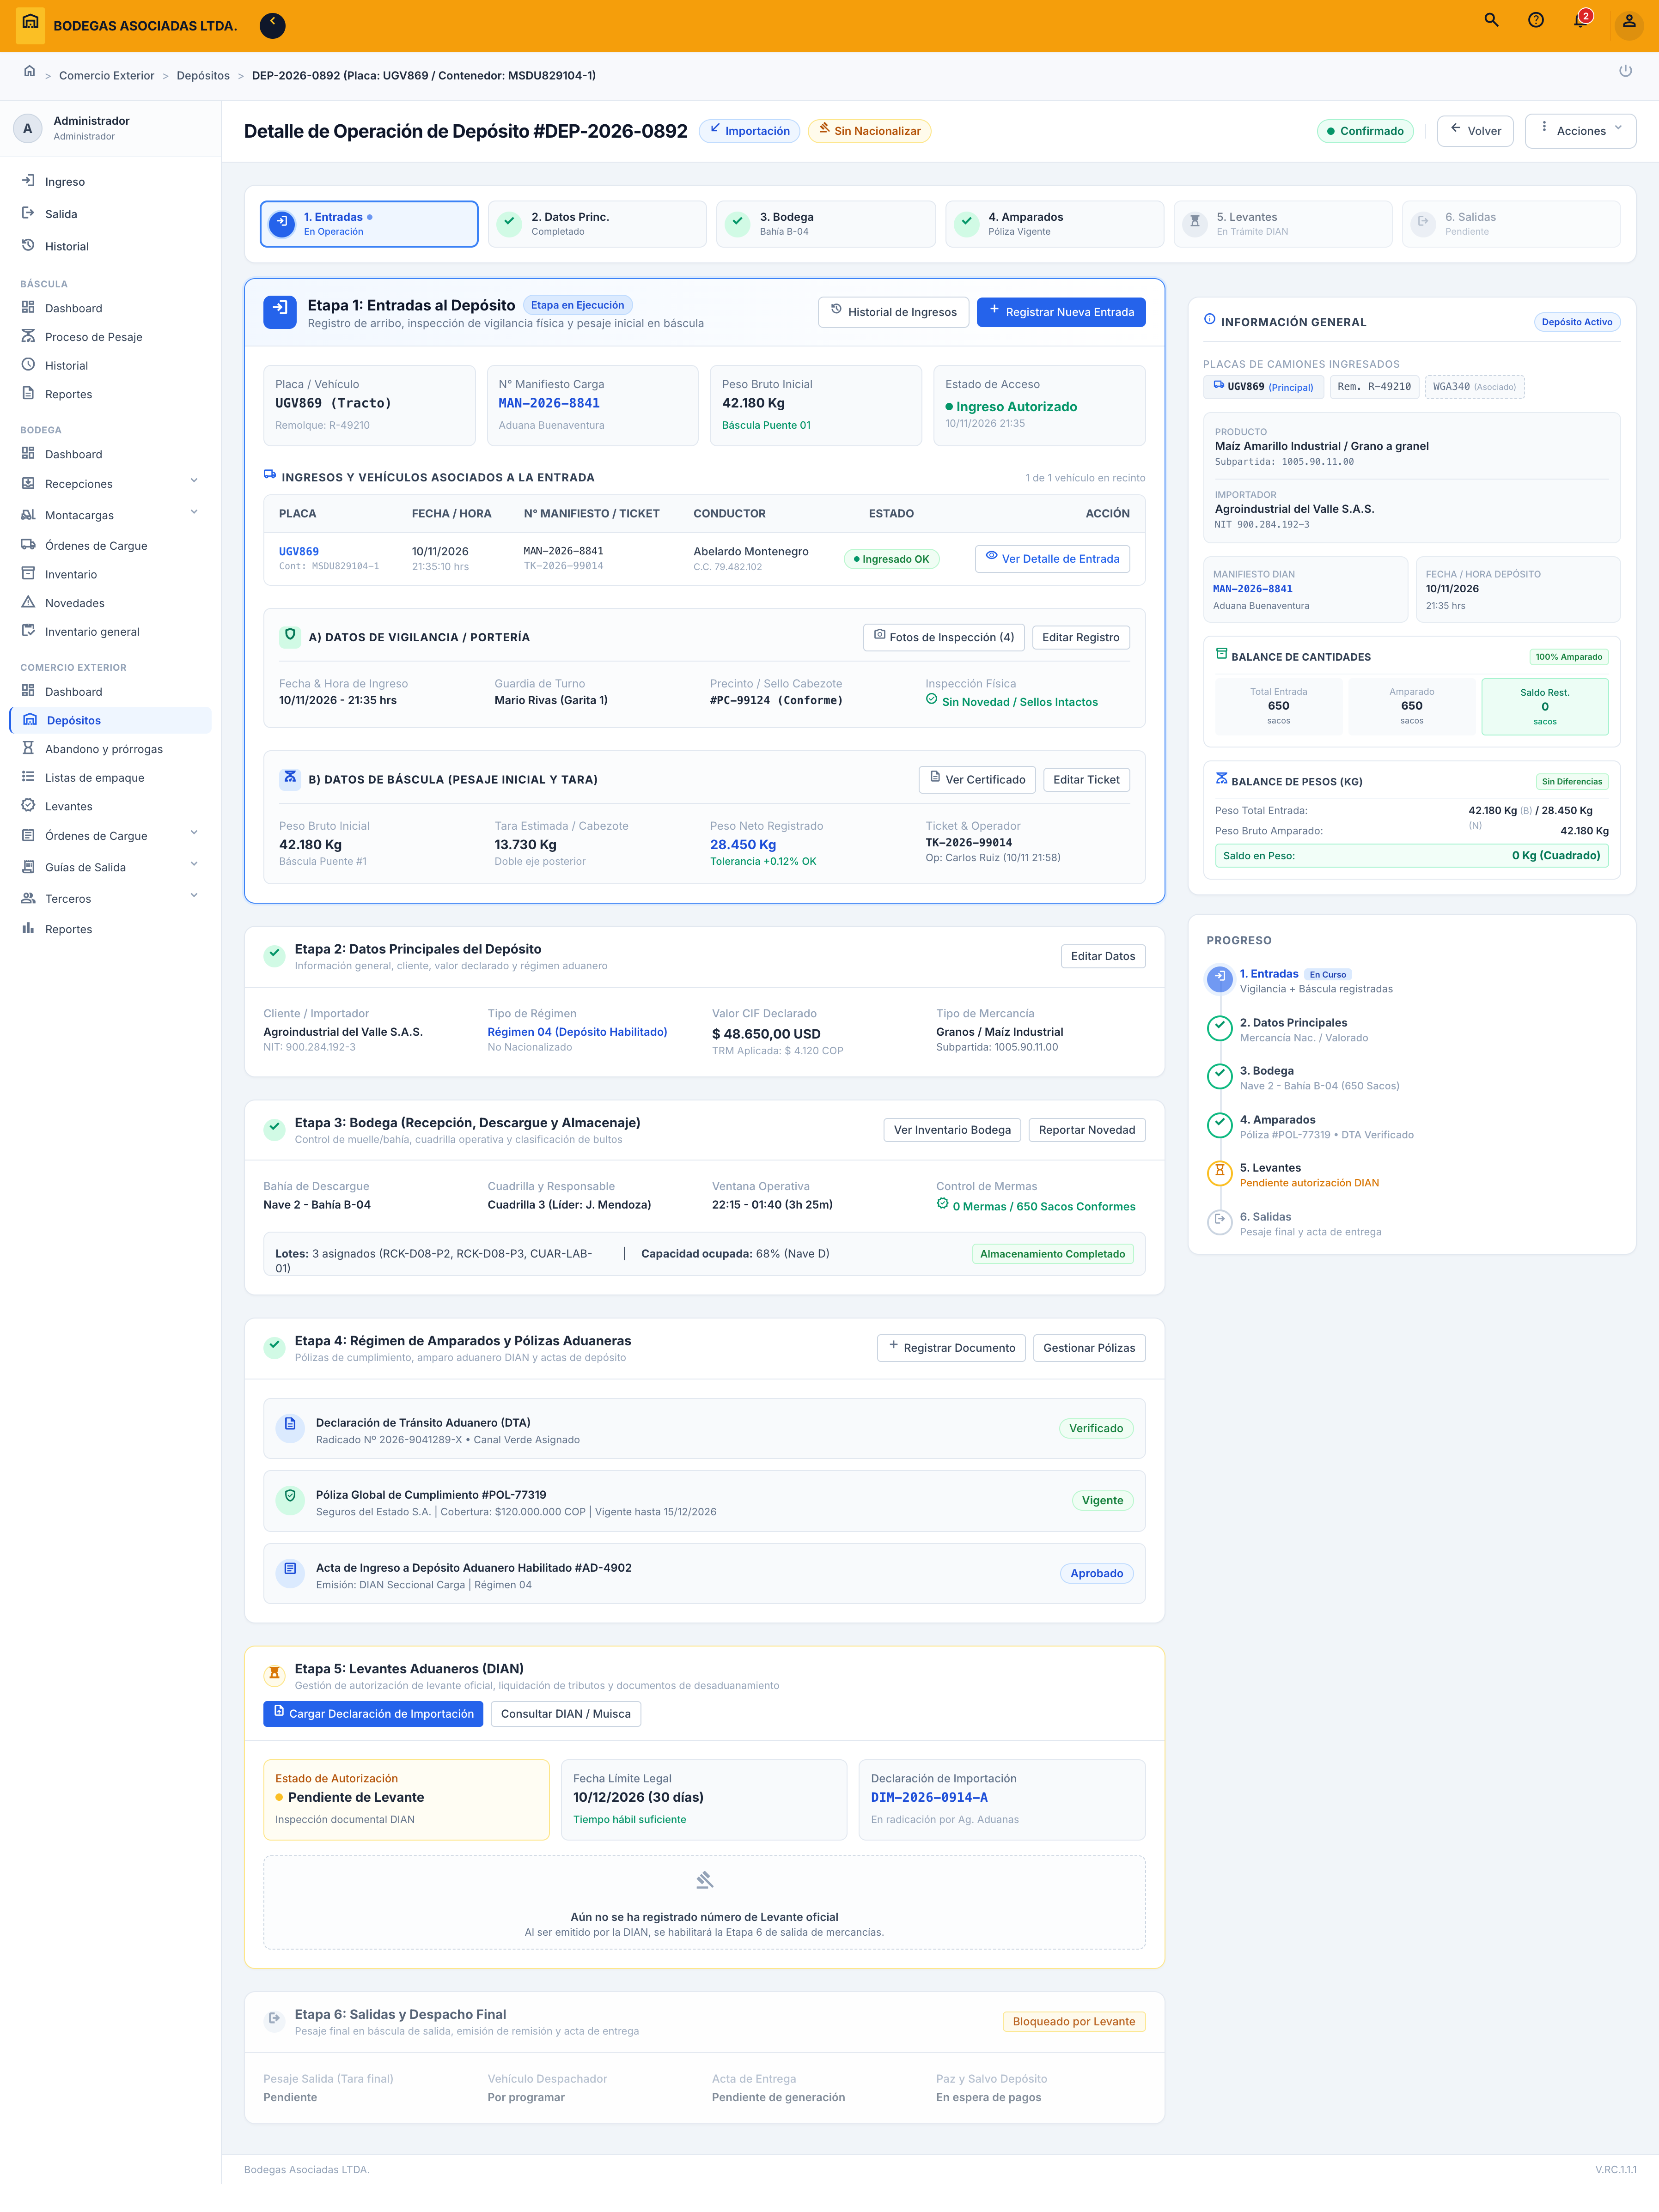 BODEGAS ASOCIADAS LTDA.
2
> Comercio Exterior > Depósitos > DEP-2026-0892 (Placa: UGV869 / Contenedor: MSDU829104-1)
A
Administrador
Administrador
Ingreso
Salida
Historial
BÁSCULA
Dashboard
Proceso de Pesaje
Historial
Reportes
BODEGA
Dashboard
Recepciones
Montacargas
Órdenes de Cargue
Inventario
Novedades
Inventario general
COMERCIO EXTERIOR
Dashboard
Depósitos
Abandono y prórrogas
Listas de empaque
Levantes
Órdenes de Cargue
Guías de Salida
Terceros
Reportes
Detalle de Operación de Depósito #DEP-2026-0892
Importación
Sin Nacionalizar
Confirmado
Volver
Acciones
1. Entradas
En Operación
2. Datos Princ.
Completado
3. Bodega
Bahía B-04
4. Amparados
Póliza Vigente
5. Levantes
En Trámite DIAN
6. Salidas
Pendiente
Etapa 1: Entradas al Depósito
Etapa en Ejecución
Registro de arribo, inspección de vigilancia física y pesaje inicial en báscula
Historial de Ingresos
+ Registrar Nueva Entrada
Placa / Vehículo
UGV869 (Tracto)
Remolque: R-49210
N° Manifiesto Carga
MAN-2026-8841
Aduana Buenaventura
Peso Bruto Inicial
42.180 Kg
Báscula Puente 01
Estado de Acceso
Ingreso Autorizado
10/11/2026 21:35
INGRESOS Y VEHÍCULOS ASOCIADOS A LA ENTRADA
1 de 1 vehículo en recinto
PLACA FECHA / HORA N° MANIFIESTO / TICKET CONDUCTOR ESTADO ACCIÓN
UGV869 10/11/2026 MAN-2026-8841 Abelardo Montenegro Ingresado OK Ver Detalle de Entrada
Cont: MSDU829104-1 21:35:10 hrs TK-2026-99014 C.C. 79.482.102
A) DATOS DE VIGILANCIA / PORTERÍA
Fotos de Inspección (4)
Editar Registro
Fecha & Hora de Ingreso
10/11/2026 - 21:35 hrs
Guardia de Turno
Mario Rivas (Garita 1)
Precinto / Sello Cabezote
#PC-99124 (Conforme)
Inspección Física
Sin Novedad / Sellos Intactos
B) DATOS DE BÁSCULA (PESAJE INICIAL Y TARA)
Ver Certificado
Editar Ticket
Peso Bruto Inicial
42.180 Kg
Báscula Puente #1
Tara Estimada / Cabezote
13.730 Kg
Doble eje posterior
Peso Neto Registrado
28.450 Kg
Tolerancia +0.12% OK
Ticket & Operador
TK-2026-99014
Op: Carlos Ruiz (10/11 21:58)
Etapa 2: Datos Principales del Depósito
Información general, cliente, valor declarado y régimen aduanero
Editar Datos
Cliente / Importador
Agroindustrial del Valle S.A.S.
NIT: 900.284.192-3
Tipo de Régimen
Régimen 04 (Depósito Habilitado)
No Nacionalizado
Valor CIF Declarado
$ 48.650,00 USD
TRM Aplicada: $ 4.120 COP
Tipo de Mercancía
Granos / Maíz Industrial
Subpartida: 1005.90.11.00
Etapa 3: Bodega (Recepción, Descargue y Almacenaje)
Control de muelle/bahía, cuadrilla operativa y clasificación de bultos
Ver Inventario Bodega
Reportar Novedad
Bahía de Descargue
Nave 2 - Bahía B-04
Cuadrilla y Responsable
Cuadrilla 3 (Líder: J. Mendoza)
Ventana Operativa
22:15 - 01:40 (3h 25m)
Control de Mermas
0 Mermas / 650 Sacos Conformes
Lotes: 3 asignados (RCK-D08-P2, RCK-D08-P3, CUAR-LAB-
01)
| Capacidad ocupada: 68% (Nave D)
Almacenamiento Completado
Etapa 4: Régimen de Amparados y Pólizas Aduaneras
Pólizas de cumplimiento, amparo aduanero DIAN y actas de depósito
+ Registrar Documento
Gestionar Pólizas
Declaración de Tránsito Aduanero (DTA)
Radicado Nº 2026-9041289-X • Canal Verde Asignado
Verificado
Póliza Global de Cumplimiento #POL-77319
Seguros del Estado S.A. | Cobertura: $120.000.000 COP | Vigente hasta 15/12/2026
Vigente
Acta de Ingreso a Depósito Aduanero Habilitado #AD-4902
Emisión: DIAN Seccional Carga | Régimen 04
Aprobado
Etapa 5: Levantes Aduaneros (DIAN)
Gestión de autorización de levante oficial, liquidación de tributos y documentos de desaduanamiento
Cargar Declaración de Importación
Consultar DIAN / Muisca
Estado de Autorización
Pendiente de Levante
Inspección documental DIAN
Fecha Límite Legal
10/12/2026 (30 días)
Tiempo hábil suficiente
Declaración de Importación
DIM-2026-0914-A
En radicación por Ag. Aduanas
Aún no se ha registrado número de Levante oficial
Al ser emitido por la DIAN, se habilitará la Etapa 6 de salida de mercancías.
Etapa 6: Salidas y Despacho Final
Pesaje final en báscula de salida, emisión de remisión y acta de entrega
Bloqueado por Levante
Pesaje Salida (Tara final)
Pendiente
Vehículo Despachador
Por programar
Acta de Entrega
Pendiente de generación
Paz y Salvo Depósito
En espera de pagos
INFORMACIÓN GENERAL
Depósito Activo
PLACAS DE CAMIONES INGRESADOS
UGV869 (Principal)
Rem. R-49210
WGA340 (Asociado)
PRODUCTO
Maíz Amarillo Industrial / Grano a granel
Subpartida: 1005.90.11.00
IMPORTADOR
Agroindustrial del Valle S.A.S.
NIT 900.284.192-3
MANIFIESTO DIAN
MAN-2026-8841
Aduana Buenaventura
FECHA / HORA DEPÓSITO
10/11/2026
21:35 hrs
BALANCE DE CANTIDADES
100% Amparado
Total Entrada
650
sacos
Amparado
650
sacos
Saldo Rest.
0
sacos
BALANCE DE PESOS (KG)
Sin Diferencias
Peso Total Entrada: 42.180 Kg (B) / 28.450 Kg
(N)
Peso Bruto Amparado: 42.180 Kg
Saldo en Peso: 0 Kg (Cuadrado)
PROGRESO
1. Entradas
En Curso
Vigilancia + Báscula registradas
2. Datos Principales
Mercancía Nac. / Valorado
3. Bodega
Nave 2 - Bahía B-04 (650 Sacos)
4. Amparados
Póliza #POL-77319 • DTA Verificado
5. Levantes
Pendiente autorización DIAN
6. Salidas
Pesaje final y acta de entrega
Bodegas Asociadas LTDA.
V.RC.1.1.1